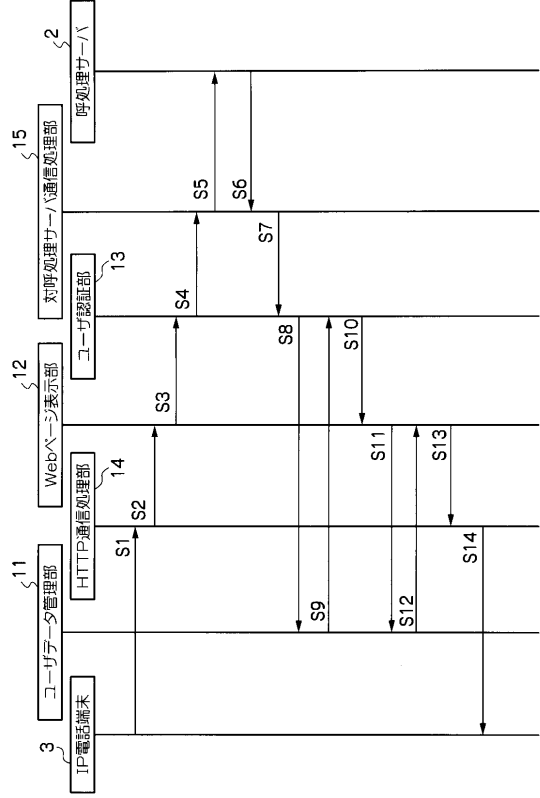 3
IP電話端末
11
ユーザデータ管理部
14
HTTP通信処理部
12
Webページ表示部
13
ユーザ認証部
15
対呼処理サーバ通信処理部
2
呼処理サーバ
S1
S2
S3
S4
S5
S6
S7
S8
S9
S10
S11
S12
S13
S14